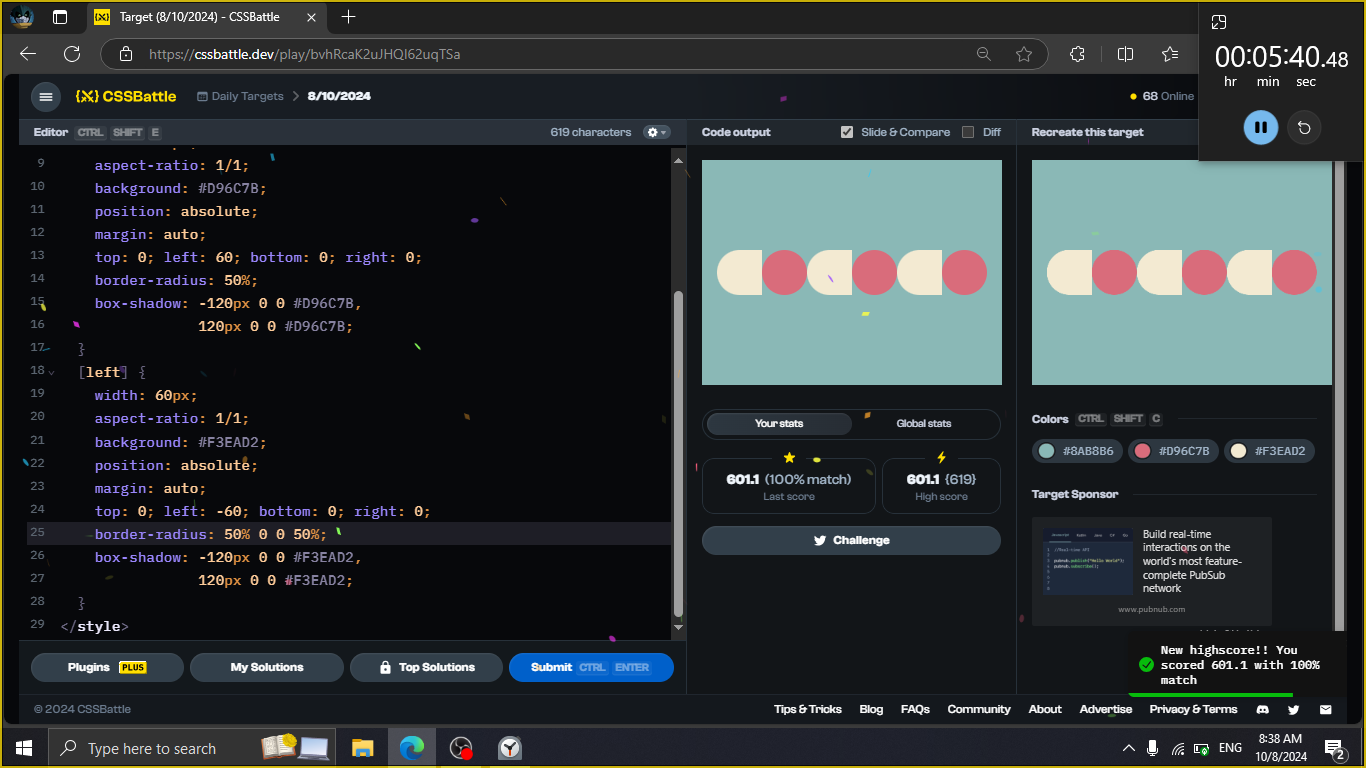 Target (8/10/2024) - CSSBattle
https://cssbattle.dev/play/bvhRcaK2uJHQI62uqTSa
00:05:40.48
hr min sec
CSSBattle
Daily Targets
8/10/2024
68 Online
Editor CTRL SHIFT E
619 characters
Code output
Slide & Compare
Diff
Recreate this target
9 aspect-ratio: 1/1;
10 background: #D96C7B;
11 position: absolute;
12 margin: auto;
13 top: 0; left: 60; bottom: 0; right: 0;
14 border-radius: 50%;
15 box-shadow: -120px 0 0 #D96C7B,
16 120px 0 0 #D96C7B;
17 }
18 [left] {
19 width: 60px;
20 aspect-ratio: 1/1;
21 background: #F3EAD2;
22 position: absolute;
23 margin: auto;
24 top: 0; left: -60; bottom: 0; right: 0;
25 border-radius: 50% 0 0 50%;
26 box-shadow: -120px 0 0 #F3EAD2,
27 120px 0 0 #F3EAD2;
28 }
29 </style>
Your stats
Global stats
601.1 (100% match)
Last score
601.1 {619}
High score
Challenge
Colors CTRL SHIFT C
#8AB8B6
#D96C7B
#F3EAD2
Target Sponsor
Build real-time
interactions on the
world's most feature-
complete PubSub
network
www.pubnub.com
New highscore!! You
scored 601.1 with 100%
match
Plugins PLUS
My Solutions
Top Solutions
Submit CTRL ENTER
© 2024 CSSBattle
Tips & Tricks
Blog
FAQs
Community
About
Advertise
Privacy & Terms
Type here to search
ENG
8:38 AM
10/8/2024
2